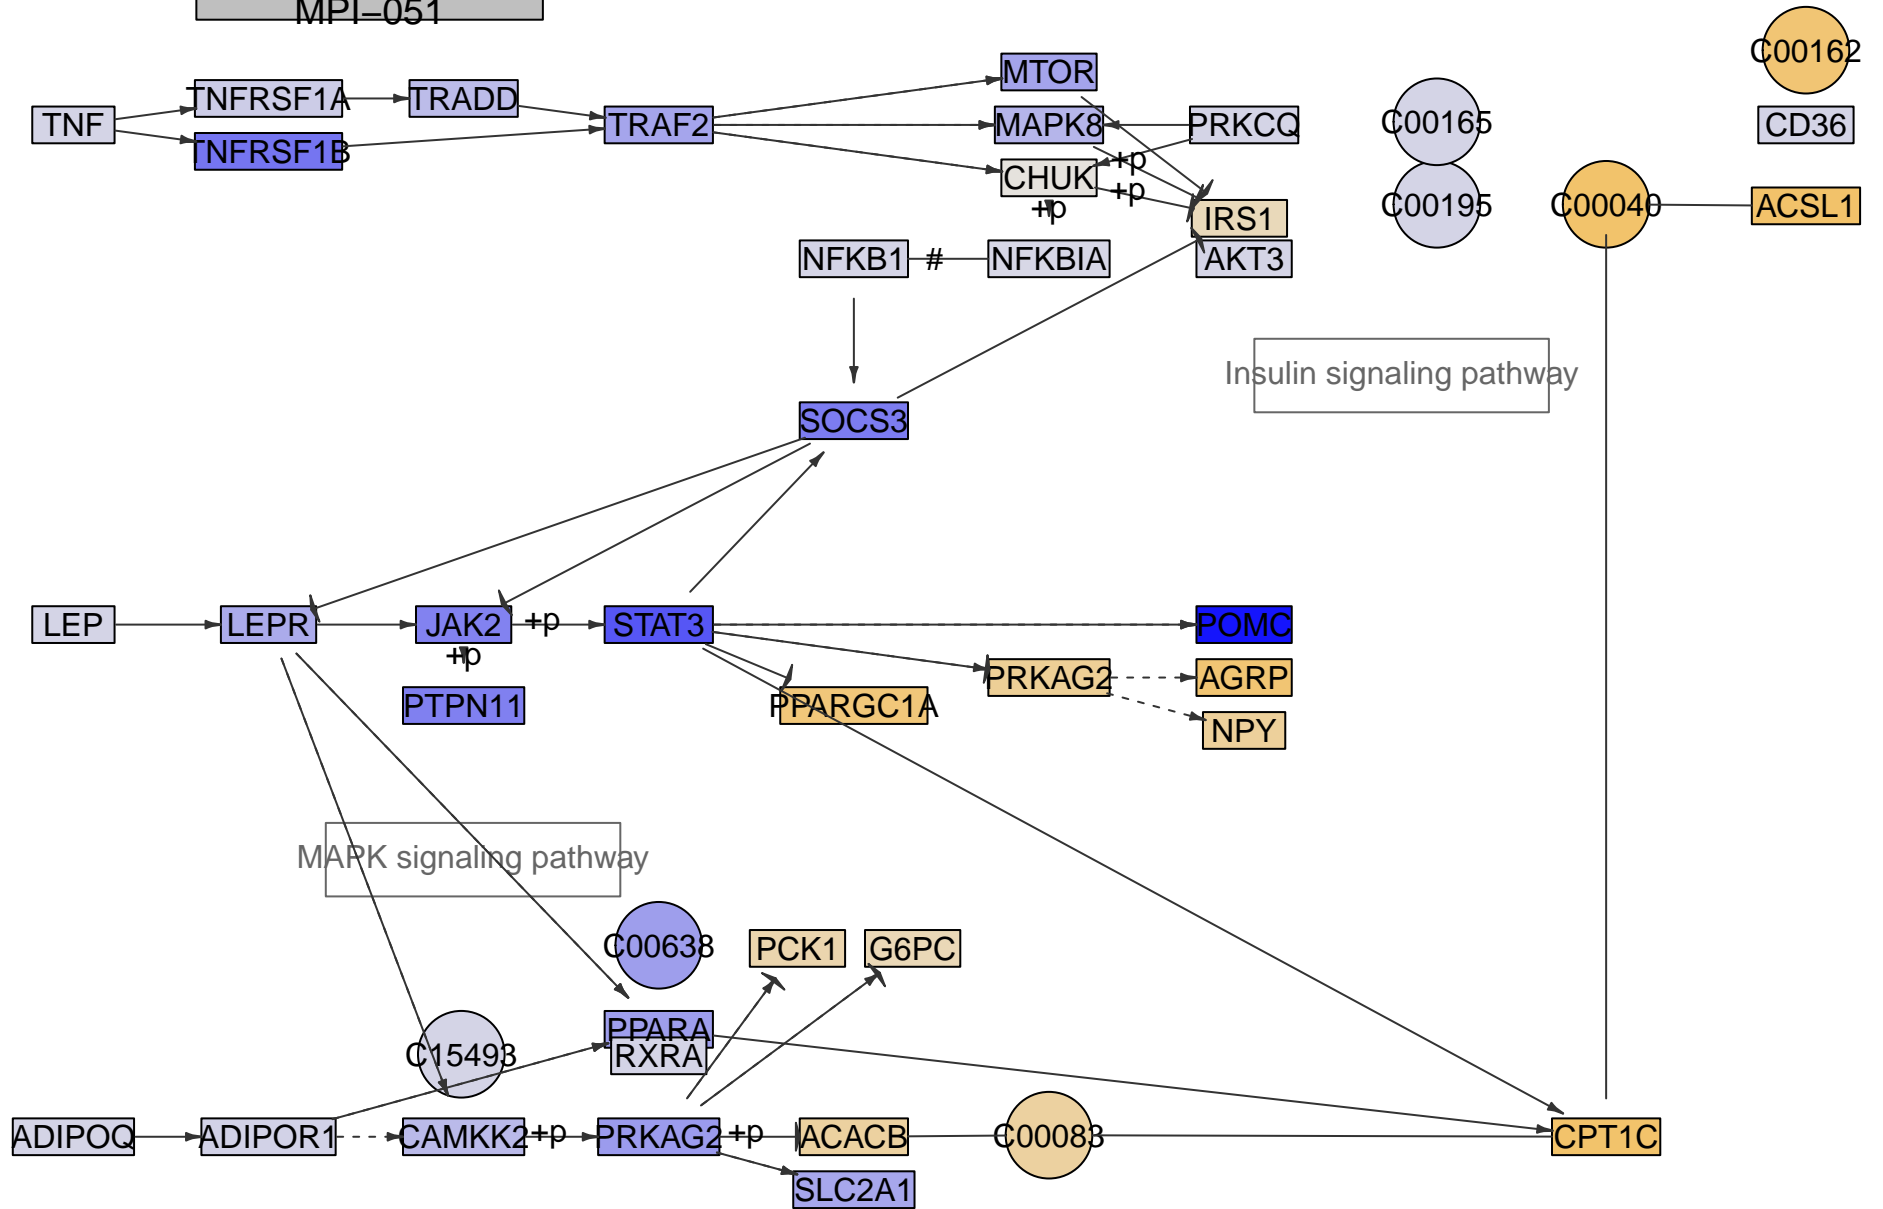 MPI−051
C00162
MTOR
TNFRSF1A
TRADD
TNF
TRAF2
MAPK8
PRKCQ
C00165
CD36
TNFRSF1B
+p
CHUK
+p
+p
IRS1
C00195
C00040
ACSL1
NFKB1
#
NFKBIA
AKT3
Insulin signaling pathway
SOCS3
LEP
LEPR
JAK2
+p
STAT3
POMC
+p
PRKAG2
AGRP
PTPN11
PPARGC1A
NPY
MAPK signaling pathway
C00638
PCK1
G6PC
PPARA
C15493
RXRA
ADIPOQ
ADIPOR1
CAMKK2
+p
PRKAG2
+p
ACACB
C00083
CPT1C
SLC2A1